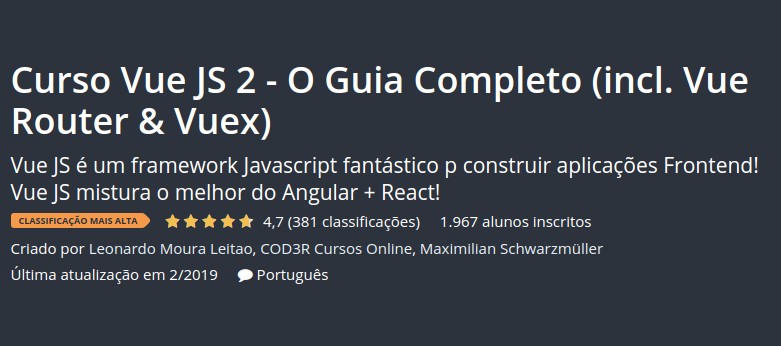 Curso Vue JS 2 - O Guia Completo (incl. Vue
Router & Vuex)
Vue JS é um framework Javascript fantástico p construir aplicações Frontend!
Vue JS mistura o melhor do Angular + React!
CLASSIFICAÇÃO MAIS ALTA 4,7 (381 classificações) 1.967 alunos inscritos
Criado por Leonardo Moura Leitao, COD3R Cursos Online, Maximilian Schwarzmüller
Última atualização em 2/2019 Português